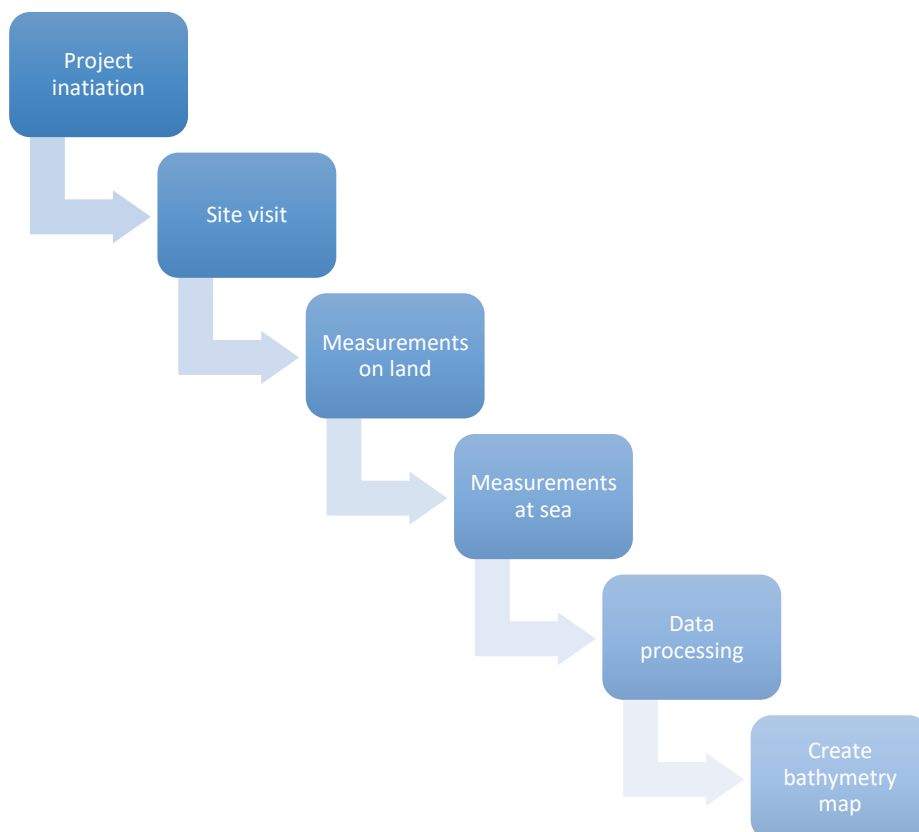 Project
inatiation
Site visit
Measurements
on land
Measurements
at sea
Data
processing
Create
bathymetry
map